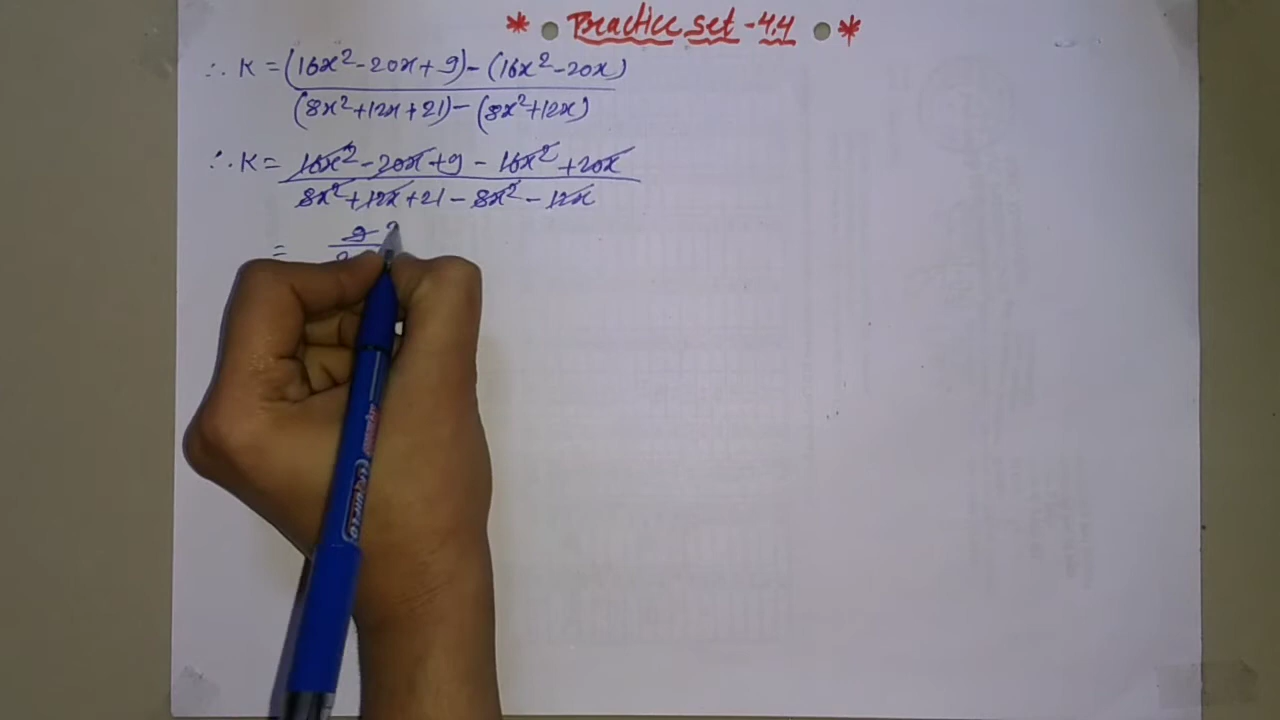 * Practice set - 4.4 *
∴ K = (16x² - 20x + 9) - (16x² - 20x)
(8x² + 12x + 21) - (8x² + 12x)
∴ K = 16x² - 20x + 9 - 16x² + 20x
8x² + 12x + 21 - 8x² - 12x
= 9